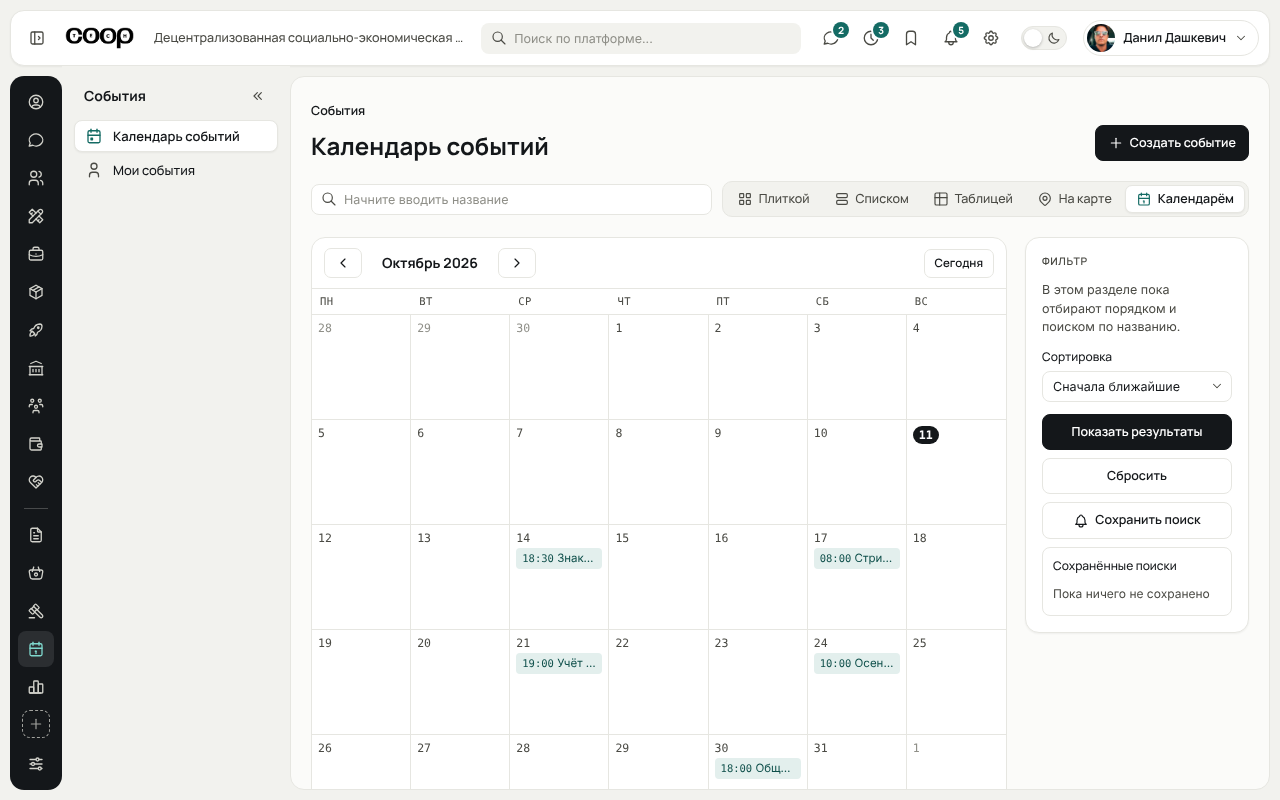 coop
Децентрализованная социально-экономическая ...
Поиск по платформе...
2
3
5
Данил Дашкевич
События
Календарь событий
Мои события
События
Календарь событий
Создать событие
Начните вводить название
Плиткой
Списком
Таблицей
На карте
Календарём
Октябрь 2026
Сегодня
ПН ВТ СР ЧТ ПТ СБ ВС
28 29 30 1 2 3 4
5 6 7 8 9 10 11
12 13 14 15 16 17 18
18:30 Знак... 08:00 Стри...
19 20 21 22 23 24 25
19:00 Учёт ... 10:00 Осен...
26 27 28 29 30 31 1
18:00 Общ...
ФИЛЬТР
В этом разделе пока
отбирают порядком и
поиском по названию.
Сортировка
Сначала ближайшие
Показать результаты
Сбросить
Сохранить поиск
Сохранённые поиски
Пока ничего не сохранено